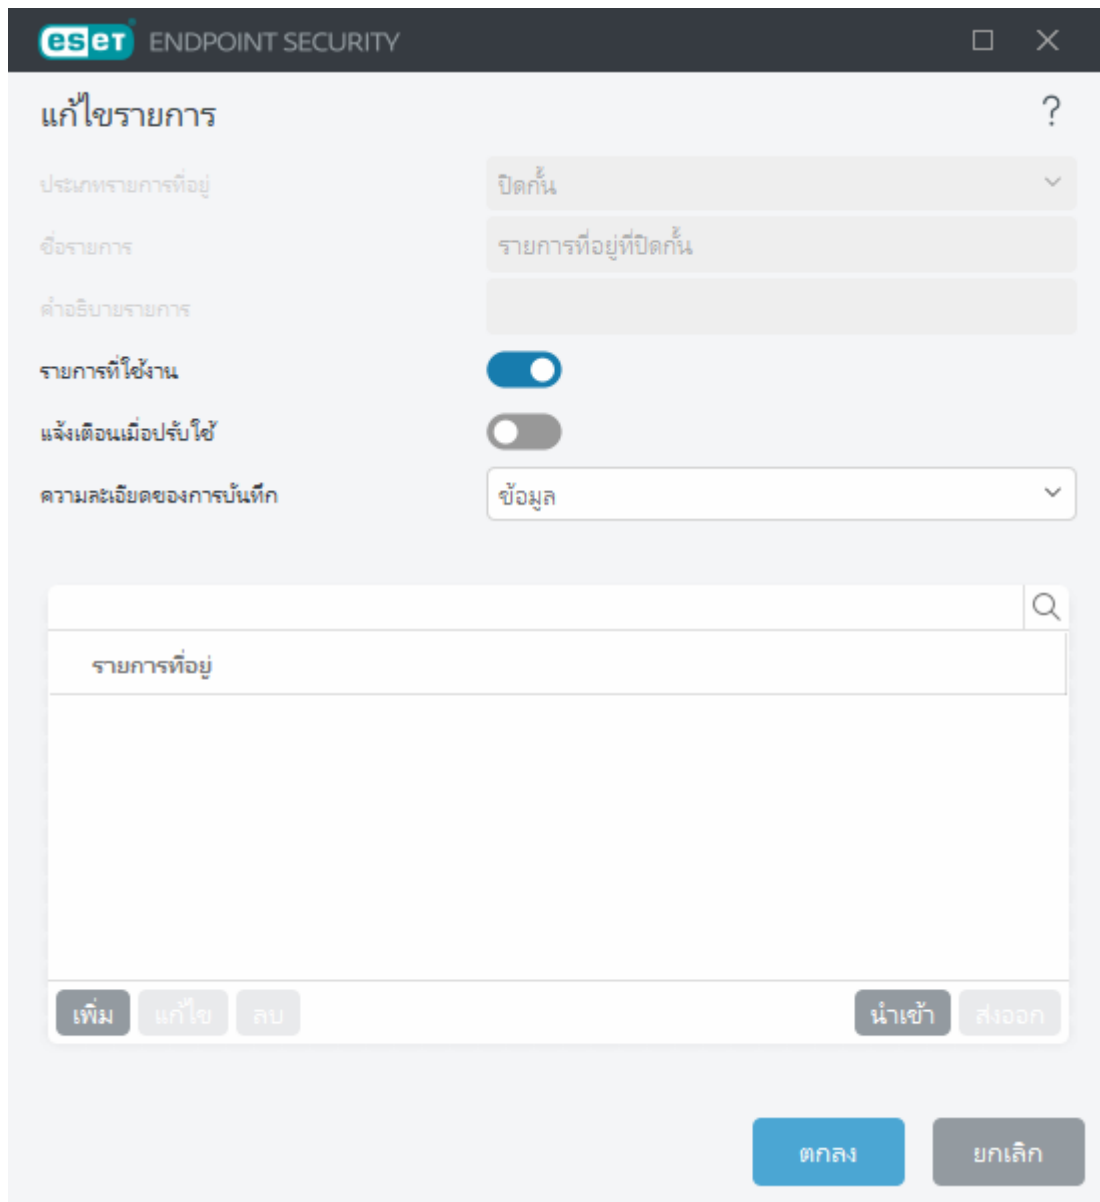 eset ENDPOINT SECURITY
แก้ไขรายการ ?
ประเภทรายการที่อยู่ ปิดกั้น
ชื่อรายการ รายการที่อยู่ที่ปิดกั้น
คำอธิบายรายการ
รายการที่ใช้งาน
แจ้งเตือนเมื่อปรับใช้
ความละเอียดของการบันทึก ข้อมูล
รายการที่อยู่
เพิ่ม แก้ไข ลบ นำเข้า ส่งออก
ตกลง ยกเลิก